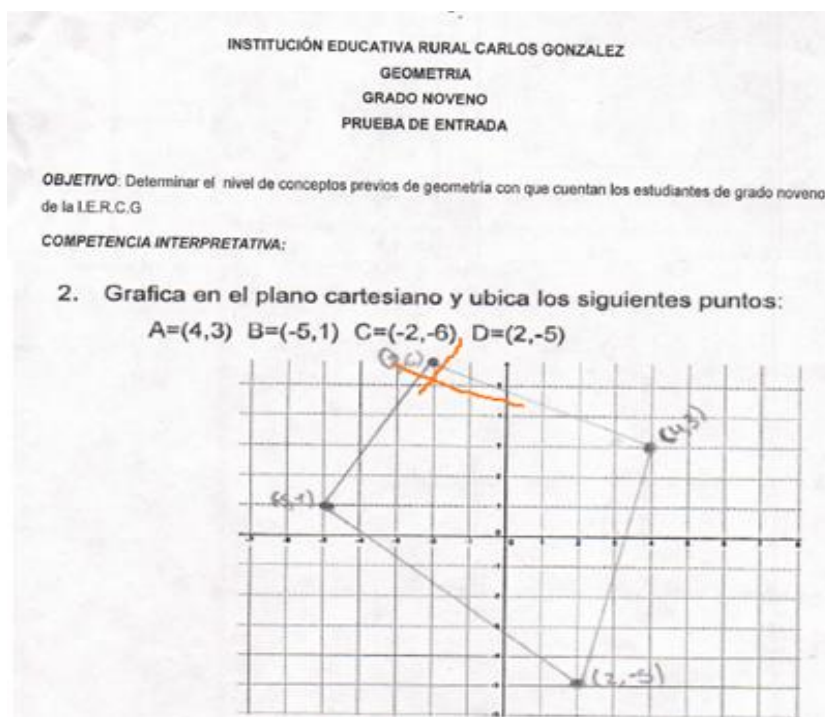 INSTITUCIÓN EDUCATIVA RURAL CARLOS GONZALEZ
GEOMETRIA
GRADO NOVENO
PRUEBA DE ENTRADA
OBJETIVO: Determinar el nivel de conceptos previos de geometría con que cuentan los estudiantes de grado noveno
de la I.E.R.C.G
COMPETENCIA INTERPRETATIVA:
2. Grafica en el plano cartesiano y ubica los siguientes puntos:
A=(4,3) B=(-5,1) C=(-2,-6), D=(2,-5)
(4,3)
(2,-5)